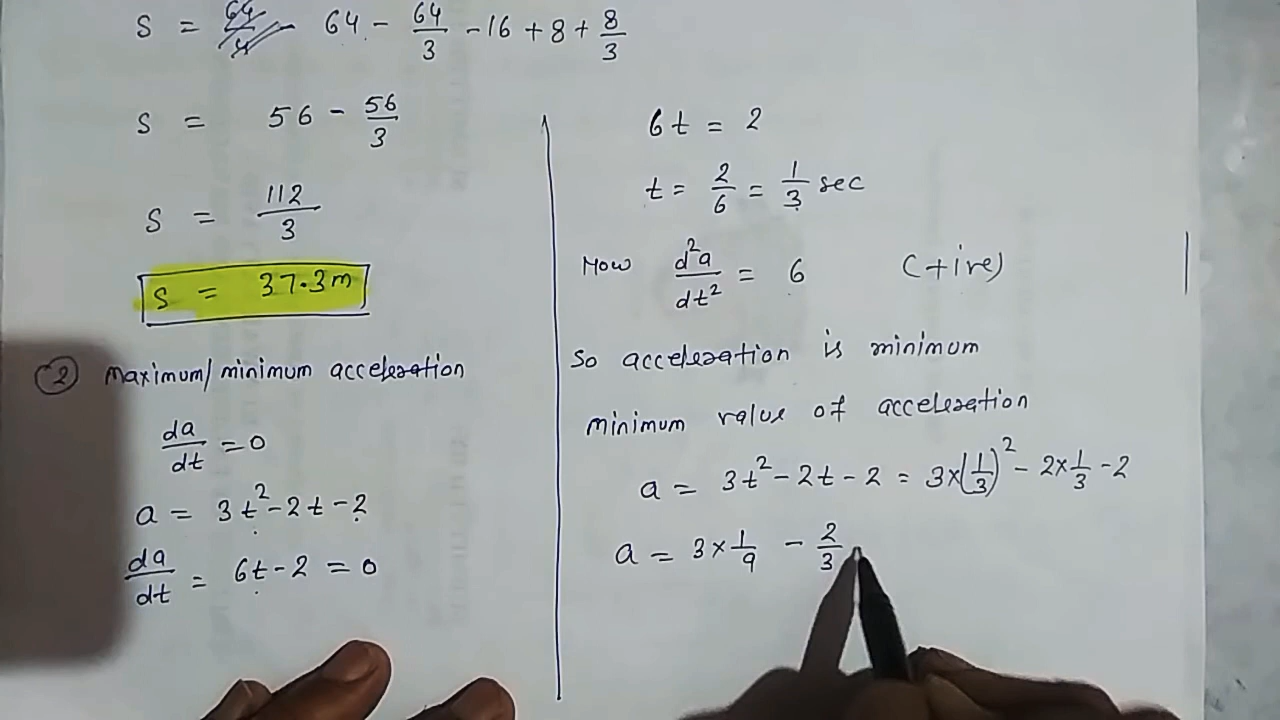 S = 64 - 64/3 - 16 + 8 + 8/3
S = 56 - 56/3
S = 112/3
S = 37.3m
(2) maximum/minimum acceleration
da/dt = 0
a = 3t² - 2t - 2
da/dt = 6t - 2 = 0
6t = 2
t = 2/6 = 1/3 sec
Now d²a/dt² = 6 (+ive)
So acceleration is minimum
minimum value of acceleration
a = 3t² - 2t - 2 = 3×(1/3)² - 2×1/3 - 2
a = 3×1/9 - 2/3